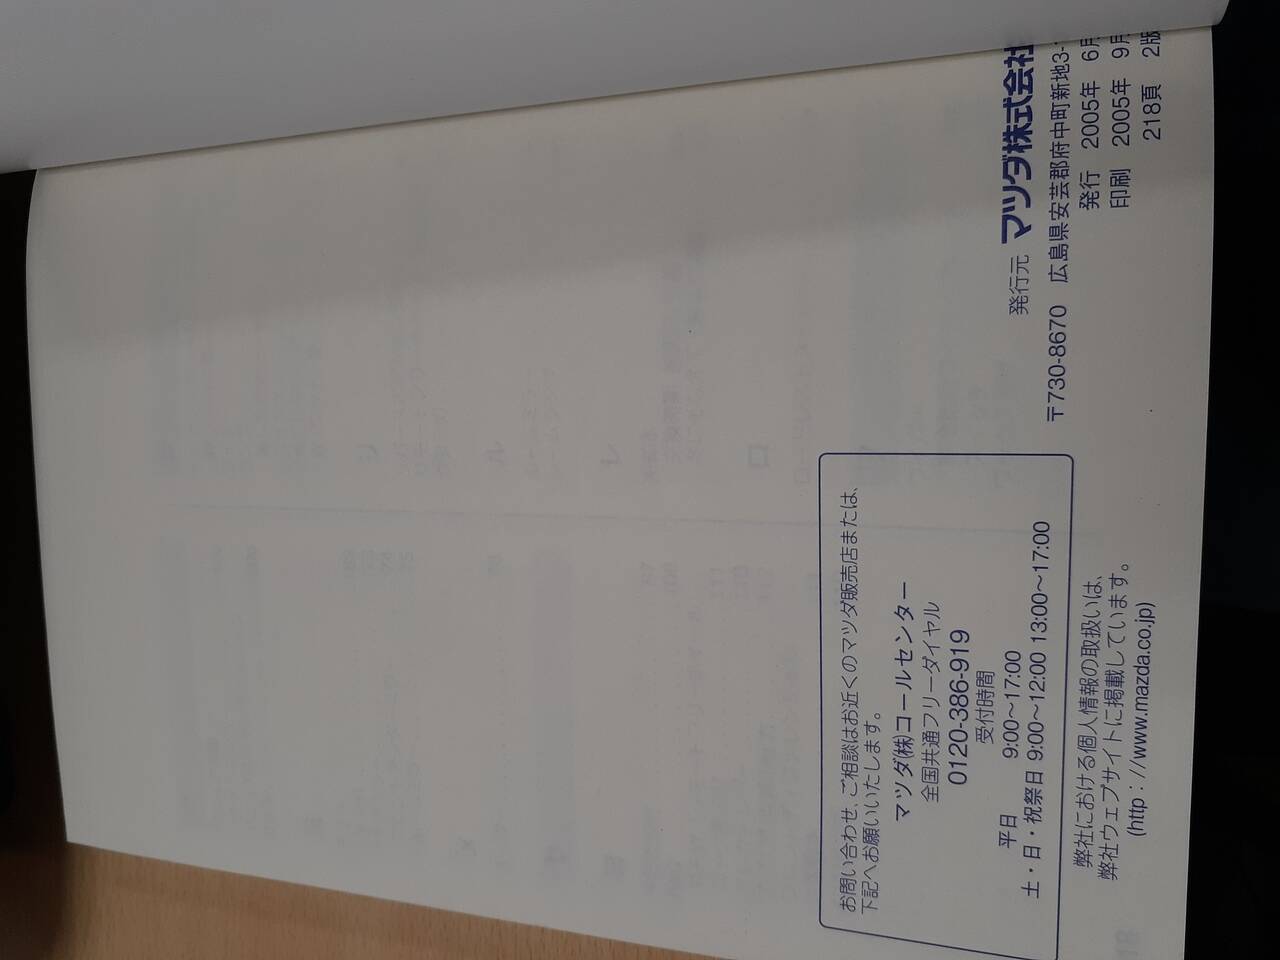 お問い合わせ、ご相談はお近くのマツダ販売店または、
下記へお願いいたします。
マツダ(株)コールセンター
全国共通フリーダイヤル
0120-386-919
受付時間
平日 9:00〜17:00
土・日・祝祭日 9:00〜12:00 13:00〜17:00
弊社における個人情報の取扱いは、
弊社ウェブサイトに掲載しています。
(http://www.mazda.co.jp)
発行元 マツダ株式会社
〒730-8670 広島県安芸郡府中町新地3-
発行 2005年 6月
印刷 2005年 9月
218頁 2版